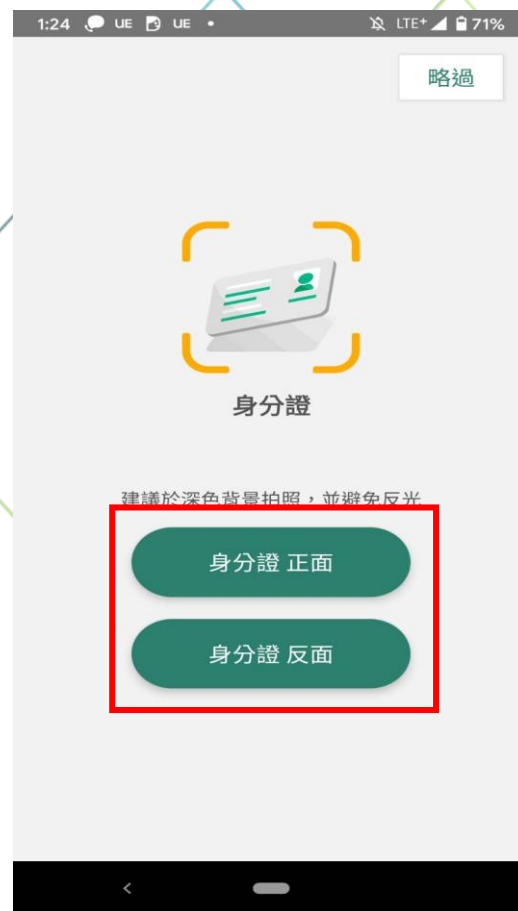 1:24 UE UE LTE+ 71%
略過
身分證
建議於深色背景拍照，並避免反光
身分證 正面
身分證 反面